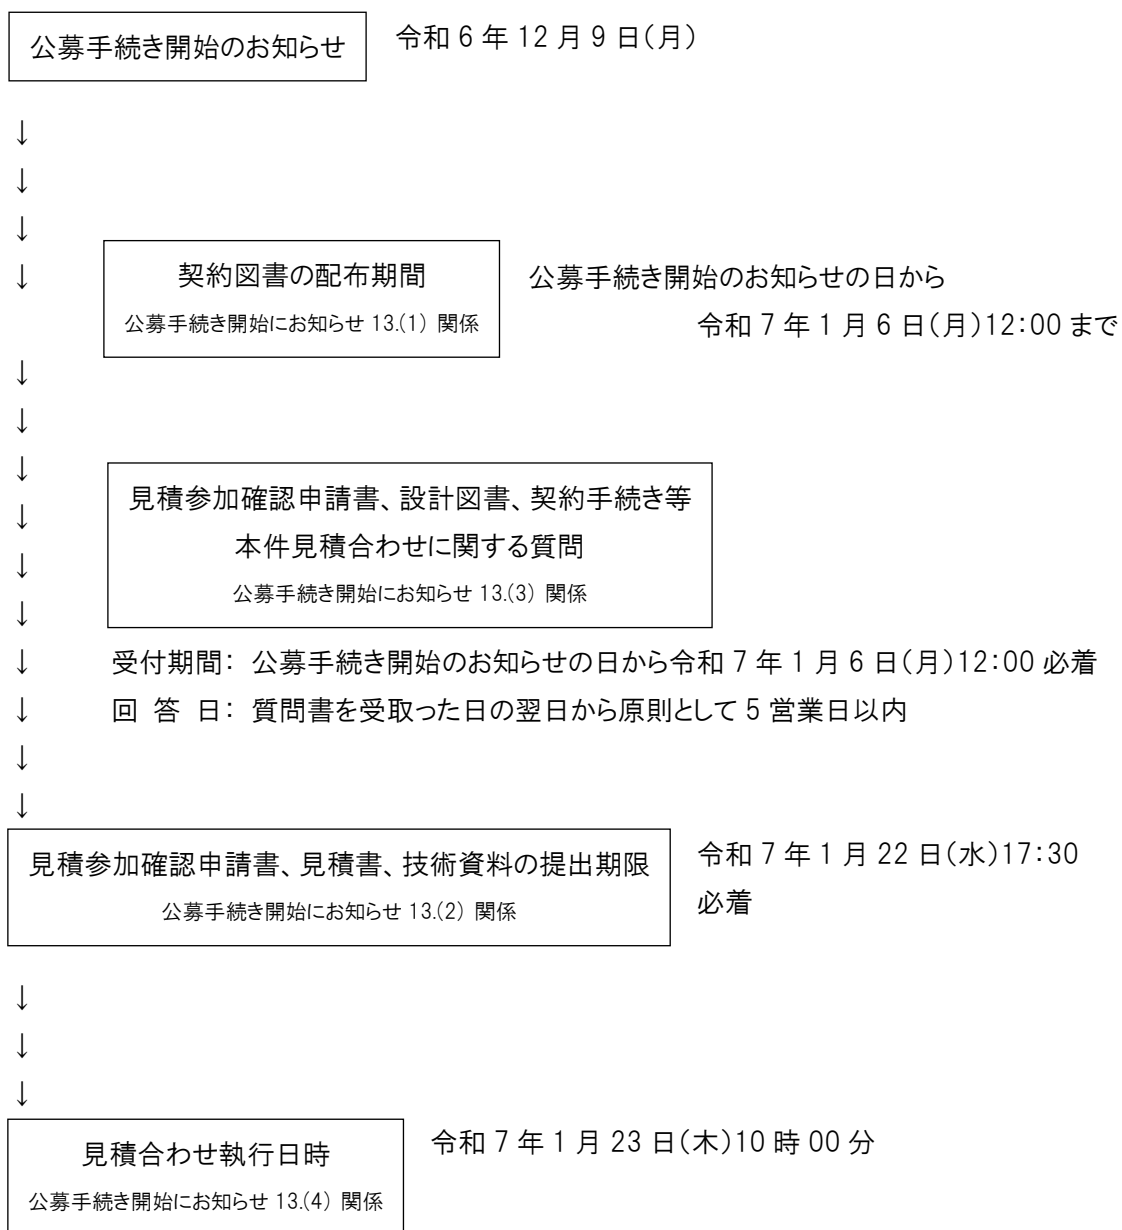 公募手続き開始のお知らせ
令和 6 年 12 月 9 日(月)
↓
↓
↓
↓
契約図書の配布期間
公募手続き開始にお知らせ 13.(1) 関係
公募手続き開始のお知らせの日から
令和 7 年 1 月 6 日(月)12:00 まで
↓
↓
↓
↓
↓
↓
見積参加確認申請書、設計図書、契約手続き等
本件見積合わせに関する質問
公募手続き開始にお知らせ 13.(3) 関係
↓ 受付期間: 公募手続き開始のお知らせの日から令和 7 年 1 月 6 日(月)12:00 必着
↓ 回 答 日: 質問書を受取った日の翌日から原則として 5 営業日以内
↓
↓
見積参加確認申請書、見積書、技術資料の提出期限
公募手続き開始にお知らせ 13.(2) 関係
令和 7 年 1 月 22 日(水)17:30
必着
↓
↓
↓
見積合わせ執行日時
公募手続き開始にお知らせ 13.(4) 関係
令和 7 年 1 月 23 日(木)10 時 00 分